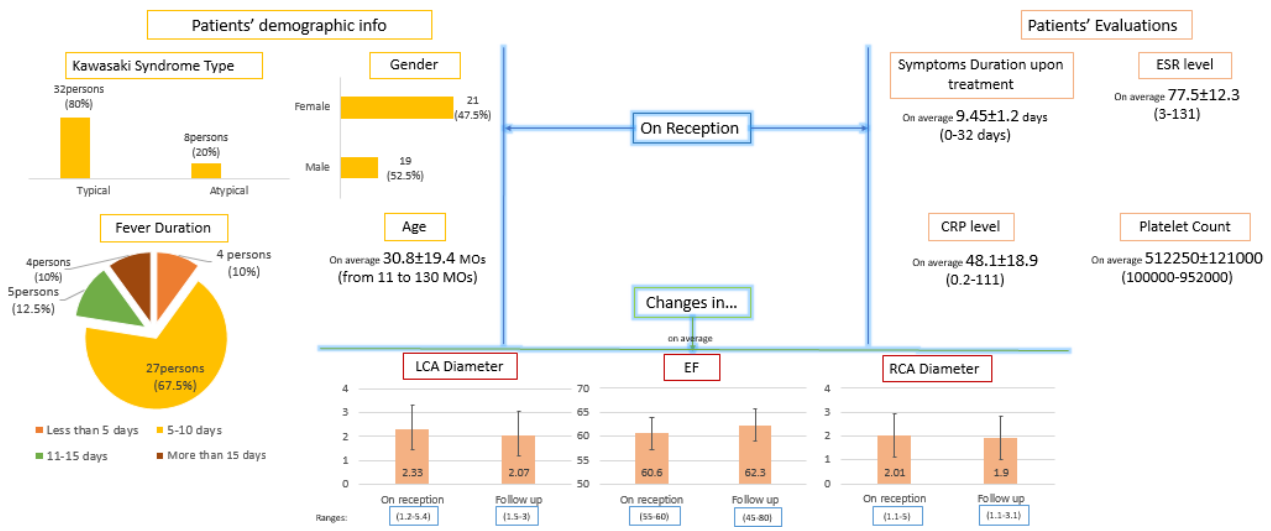 Patients' demographic info
Patients' Evaluations
Kawasaki Syndrome Type
32persons
(80%)
8persons
(20%)
Typical
Atypical
Gender
Female
21
(47.5%)
Male
19
(52.5%)
On Reception
Symptoms Duration upon
treatment
On average 9.45±1.2 days
(0-32 days)
ESR level
On average 77.5±12.3
(3-131)
Fever Duration
4persons
(10%)
4 persons
(10%)
5persons
(12.5%)
27persons
(67.5%)
Less than 5 days
5-10 days
11-15 days
More than 15 days
Age
On average 30.8±19.4 MOs
(from 11 to 130 MOs)
CRP level
On average 48.1±18.9
(0.2-111)
Platelet Count
On average 512250±121000
(100000-952000)
Changes in...
on average
LCA Diameter
4
3
2
1
0
2.33
2.07
On reception
Follow up
Ranges:
(1.2-5.4)
(1.5-3)
EF
70
65
60
55
50
60.6
62.3
On reception
Follow up
(55-60)
(45-80)
RCA Diameter
4
3
2
1
0
2.01
1.9
On reception
Follow up
(1.1-5)
(1.1-3.1)